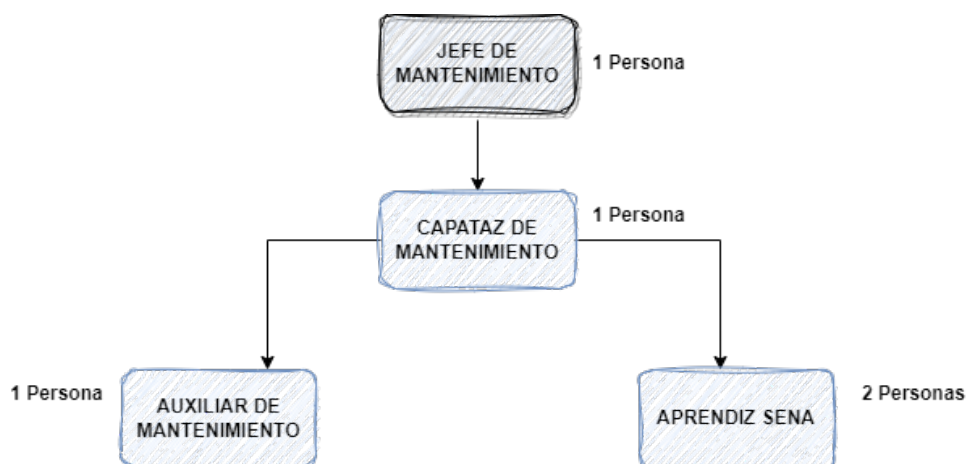 JEFE DE
MANTENIMIENTO
1 Persona
CAPATAZ DE
MANTENIMIENTO
1 Persona
1 Persona
AUXILIAR DE
MANTENIMIENTO
APRENDIZ SENA
2 Personas